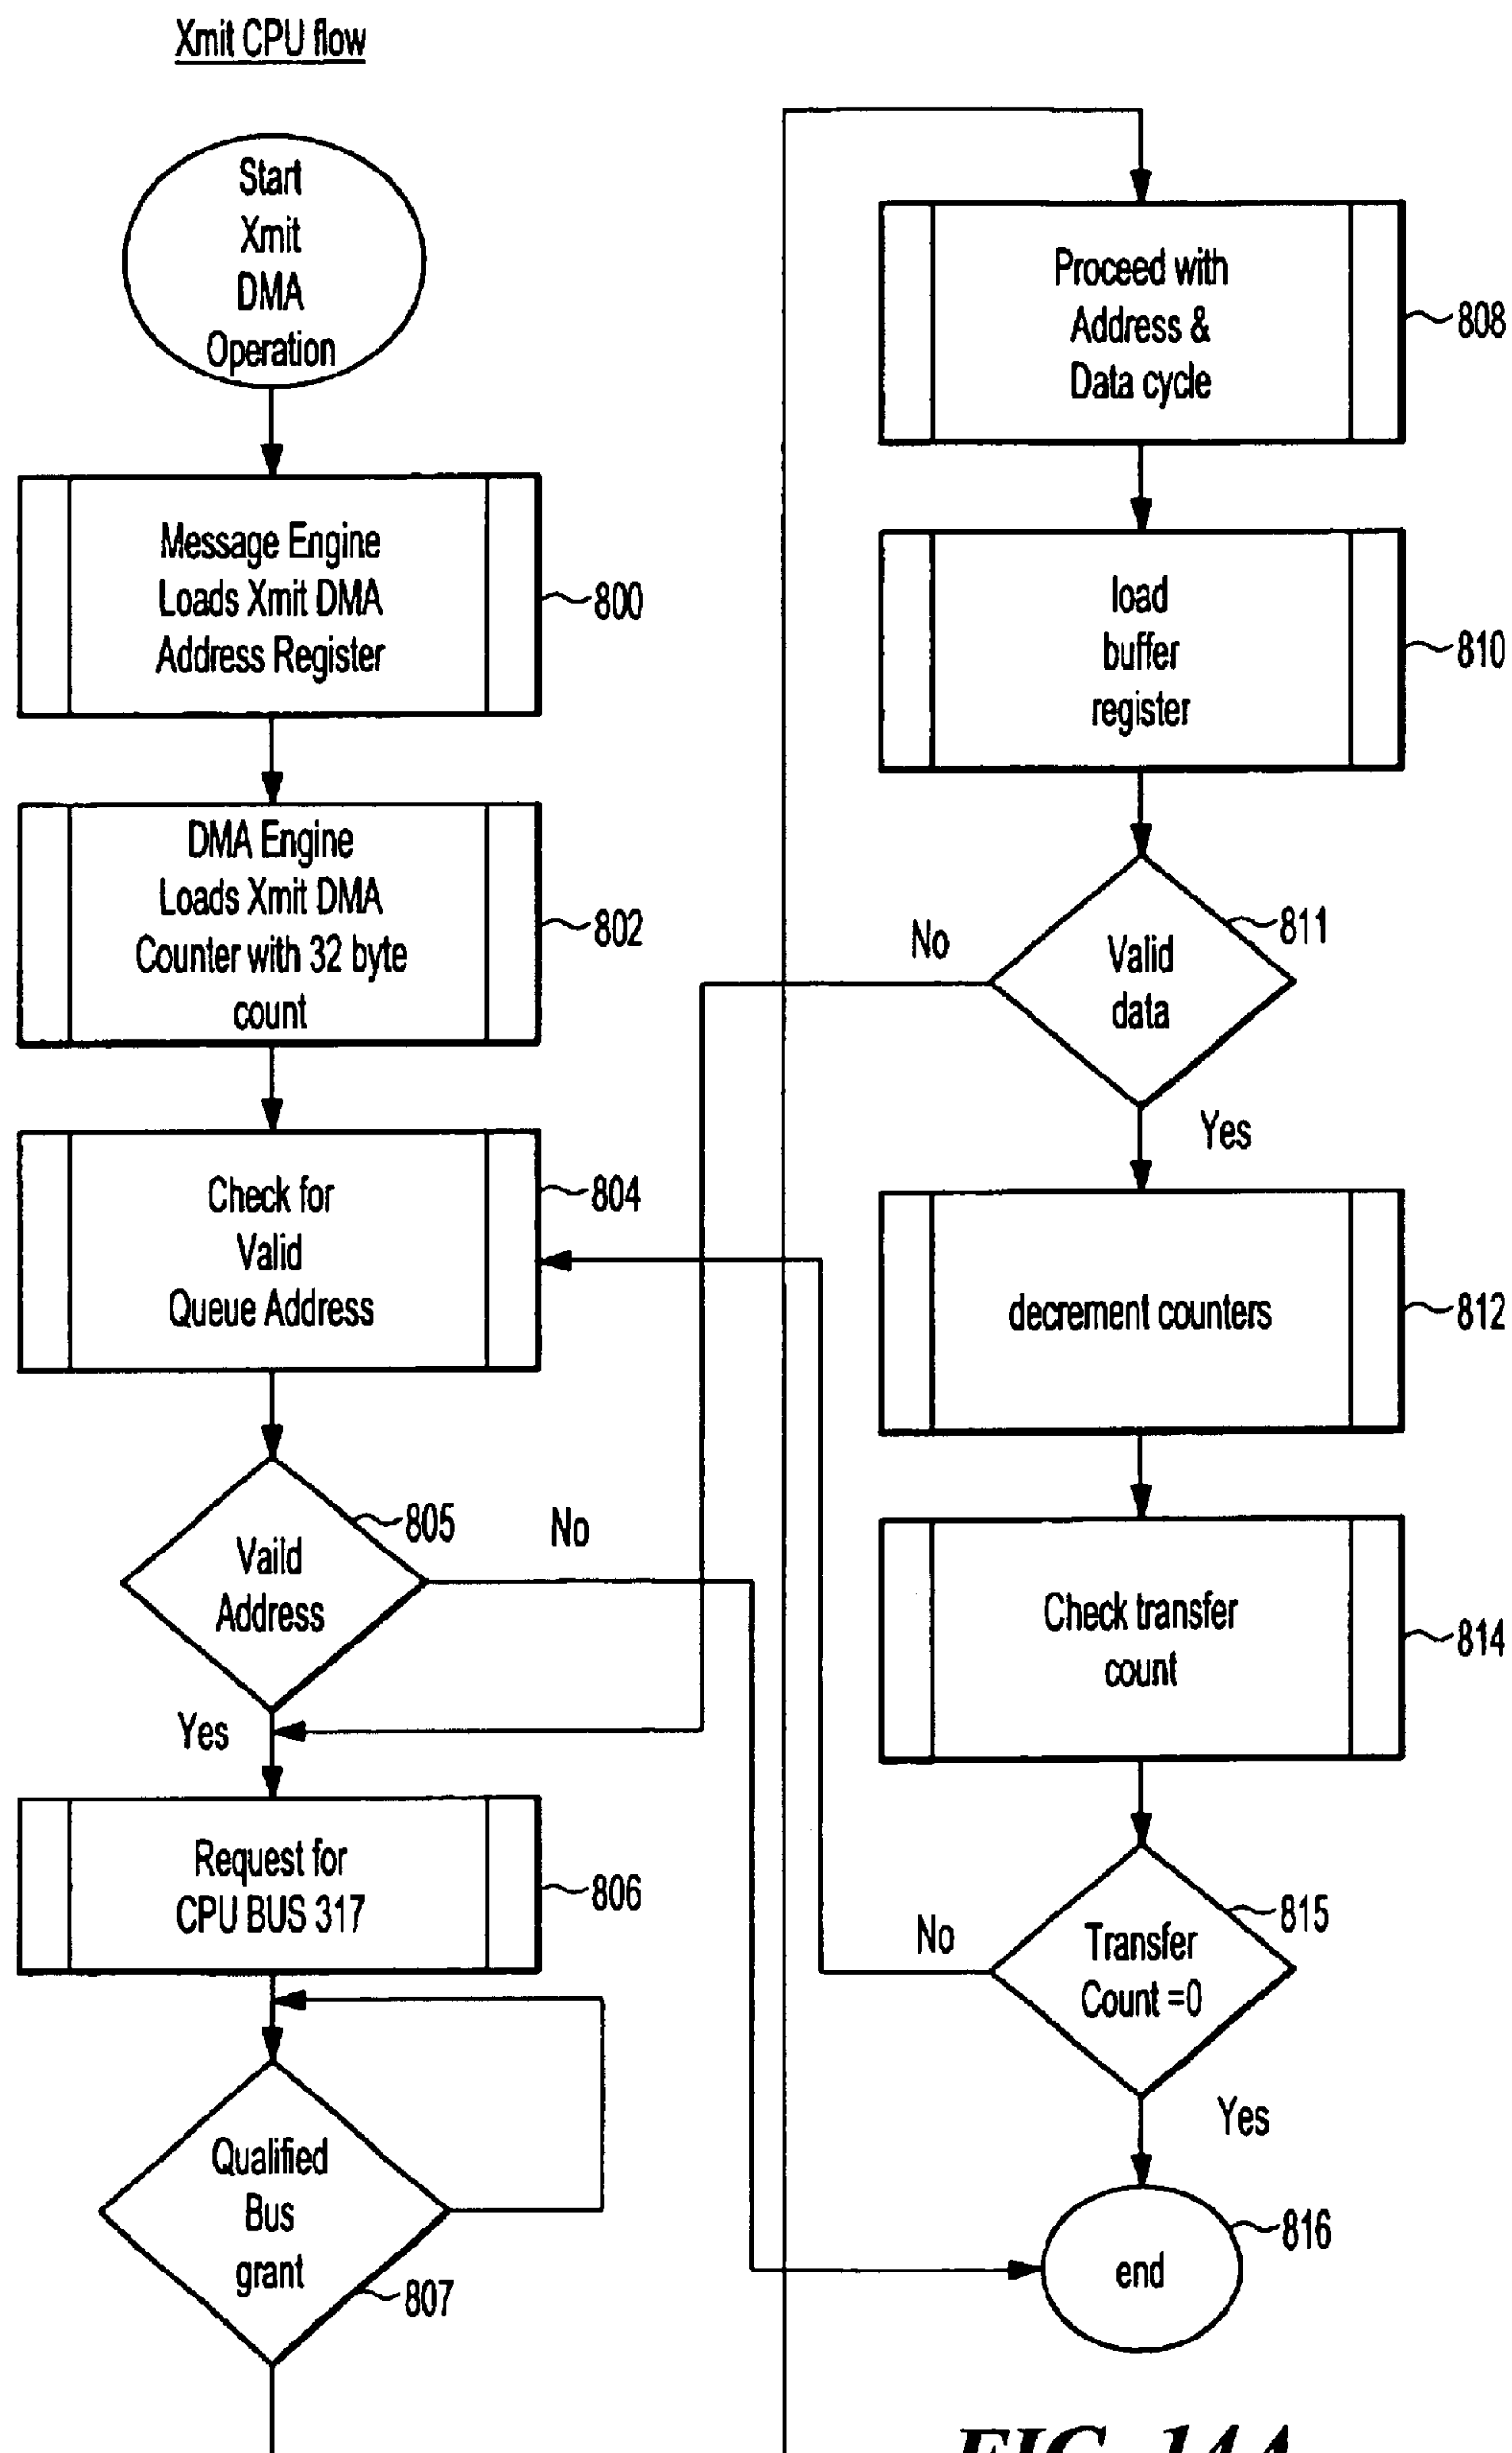 Xmit CPU flow
Start
Xmit
DMA
Operation
Message Engine
Loads Xmit DMA
Address Register
800
DMA Engine
Loads Xmit DMA
Counter with 32 byte
count
802
Check for
Valid
Queue Address
804
Vaild
Address
805
No
Yes
Request for
CPU BUS 317
806
Qualified
Bus
grant
807
Proceed with
Address &
Data cycle
808
load
buffer
register
810
Valid
data
811
No
Yes
decrement counters
812
Check transfer
count
814
Transfer
Count =0
815
No
Yes
end
816
FIG. 14A